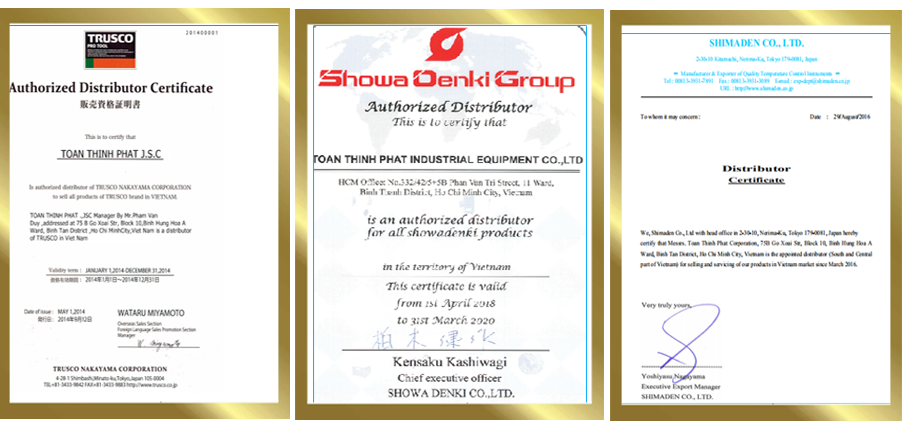 TRUSCO
PRO TOOL
201400001
Authorized Distributor Certificate
販売資格証明書
This is to certify that
TOAN THINH PHAT J.S.C
Is authorized distributor of TRUSCO NAKAYAMA CORPORATION
to sell all products of TRUSCO brand in VIETNAM.
TOAN THINH PHAT .,JSC Manager By Mr.Pham Van
Duy ,addressed at 75 B Go Xoai Str, Block 10,Binh Hung Hoa A
Ward, Binh Tan District ,Ho Chi MinhCity,Viet Nam is a distributor
of TRUSCO in Viet Nam
Validity term : JANUARY 1,2014-DECEMBER 31,2014
2014年1月1日~2014年12月31日
Date of issue : MAY 1,2014
発行日: 2014年9月12日
WATARU MIYAMOTO
Overseas Sales Section
Foreign Language Sales Promotion Section
Manager
TRUSCO NAKAYAMA CORPORATION
4-28-1 Shimbashi,Minato-ku,Tokyo,Japan 105-0004
TEL+81-3433-9842 FAX+81-3433-9883 http://www.trusco.co.jp
Showa Denki Group
Authorized Distributor
This is to certify that
TOAN THINH PHAT INDUSTRIAL EQUIPMENT CO.,LTD
HCM Office: No.332/42/5+5B Phan Van Tri Street, 11 Ward,
Binh Thanh District, Ho Chi Minh City, Vietnam
is an authorized distributor
for all showadenki products
in the territory of Vietnam
This certificate is valid
from 1st April 2018
to 31st March 2020
Kensaku Kashiwagi
Chief executive officer
SHOWA DENKI CO.,LTD.
SHIMADEN CO., LTD.
2-30-10 Kitamachi, Nerima-Ku, Tokyo 179-0081, Japan
Manufacturer & Exporter of Quality Temperature Control Instruments
Tel : 0081-3-3931-7891 Fax : 0081-3-3931-3089 E-mail : exp-dept@shimaden.co.jp
URL : http://www.shimaden.co.jp
To whom it may concern: Date : 29/August/2016
Distributor
Certificate
We, Shimaden Co., Ltd with head office in 2-30-10, Nerima-Ku, Tokyo 179-0081, Japan hereby
certify that Messrs. Toan Thinh Phat Corporation, 75B Go Xoai Str, Block 10, Binh Hung Hoa A
Ward, Binh Tan District, Ho Chi Minh City, Vietnam is the appointed distributor (South and Central
part of Vietnam) for selling and servicing of our products in Vietnam market since March 2016.
Very truly yours,
Yoshiyasu Nagayama
Executive Export Manager
SHIMADEN CO., LTD.